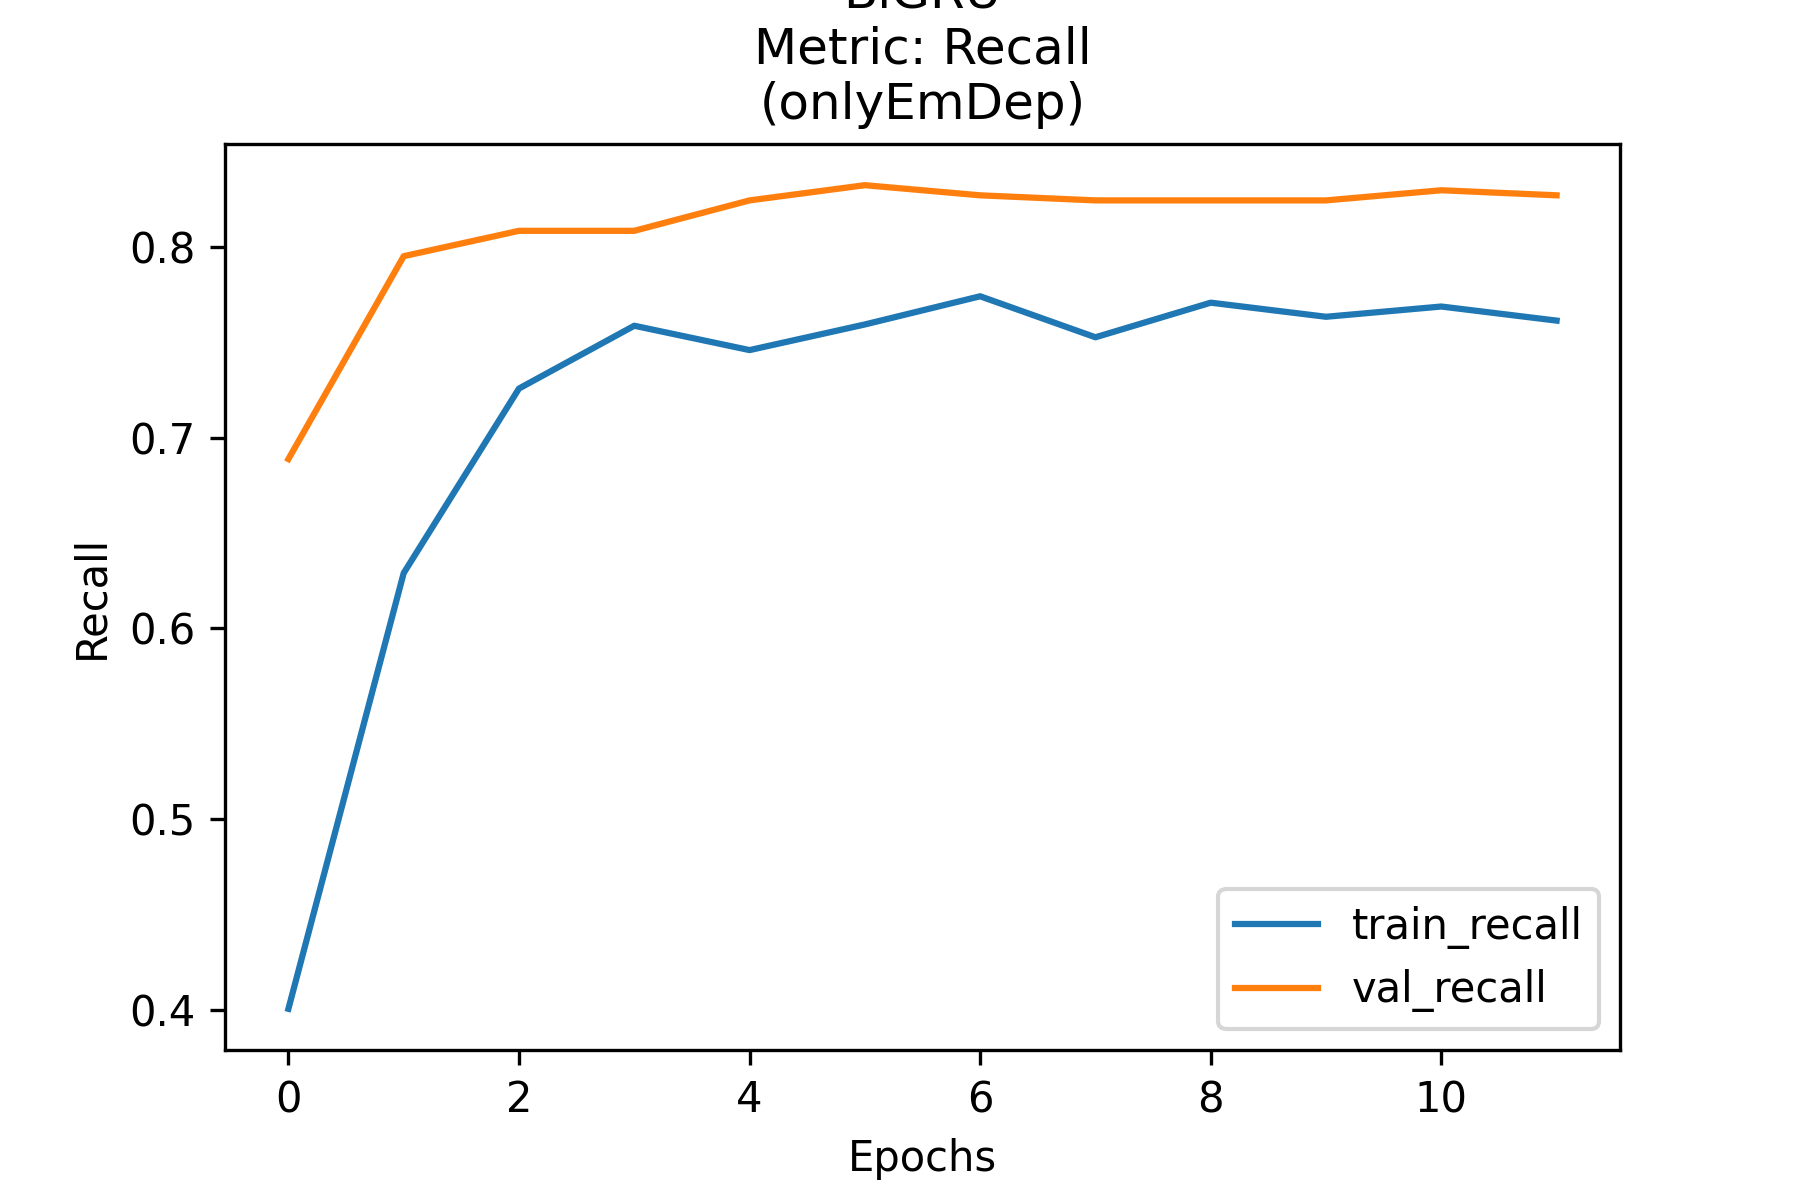 BiGRU
Metric: Recall
(onlyEmDep)
0.8
0.7
0.6
0.5
0.4
Recall
train_recall
val_recall
0 2 4 6 8 10
Epochs